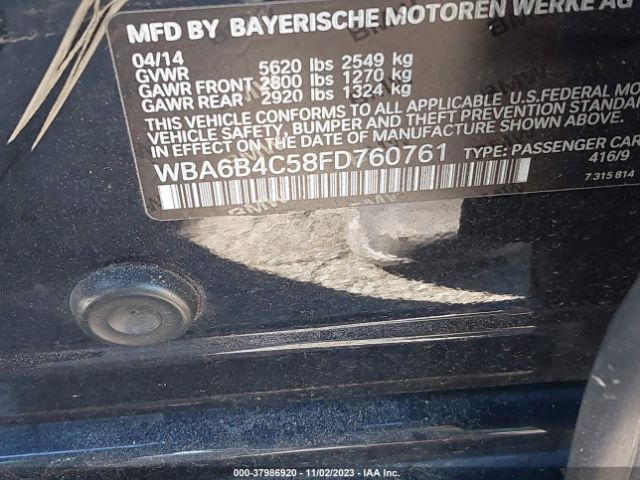 MFD BY BAYERISCHE MOTOREN WERKE AG
04/14
GVWR 5620 lbs 2549 kg
GAWR FRONT 2800 lbs 1270 kg
GAWR REAR 2920 lbs 1324 kg
THIS VEHICLE CONFORMS TO ALL APPLICABLE U.S. FEDERAL MO
VEHICLE SAFETY, BUMPER AND THEFT PREVENTION STANDA
IN EFFECT ON THE DATE OF MANUFACTURE SHOWN ABOVE.
WBA6B4C58FD760761 TYPE: PASSENGER CAR
416/9
7 315 814
000-37986920 - 11/02/2023 - IAA Inc.